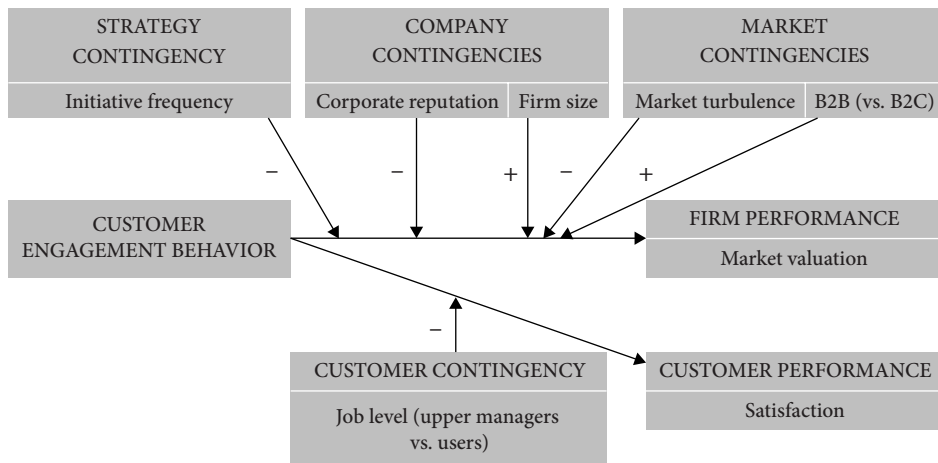 STRATEGY
CONTINGENCY
Initiative frequency
COMPANY
CONTINGENCIES
Corporate reputation
Firm size
MARKET
CONTINGENCIES
Market turbulence
B2B (vs. B2C)
−
−
+
−
+
CUSTOMER
ENGAGEMENT BEHAVIOR
FIRM PERFORMANCE
Market valuation
−
CUSTOMER CONTINGENCY
Job level (upper managers
vs. users)
CUSTOMER PERFORMANCE
Satisfaction